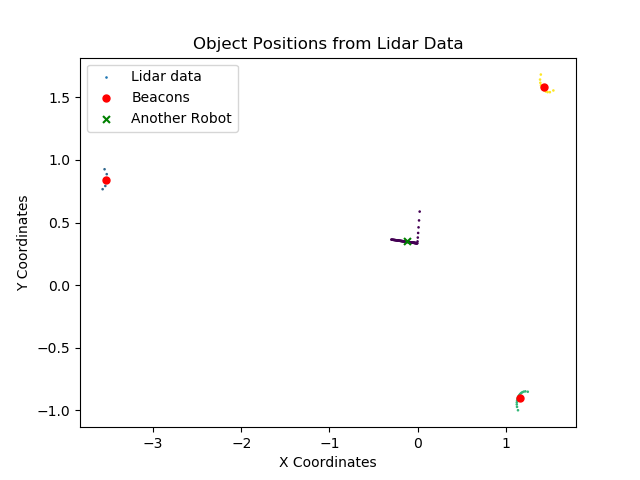 Object Positions from Lidar Data
Lidar data
Beacons
Another Robot
Y Coordinates
1.5
1.0
0.5
0.0
−0.5
−1.0
−3
−2
−1
0
1
X Coordinates